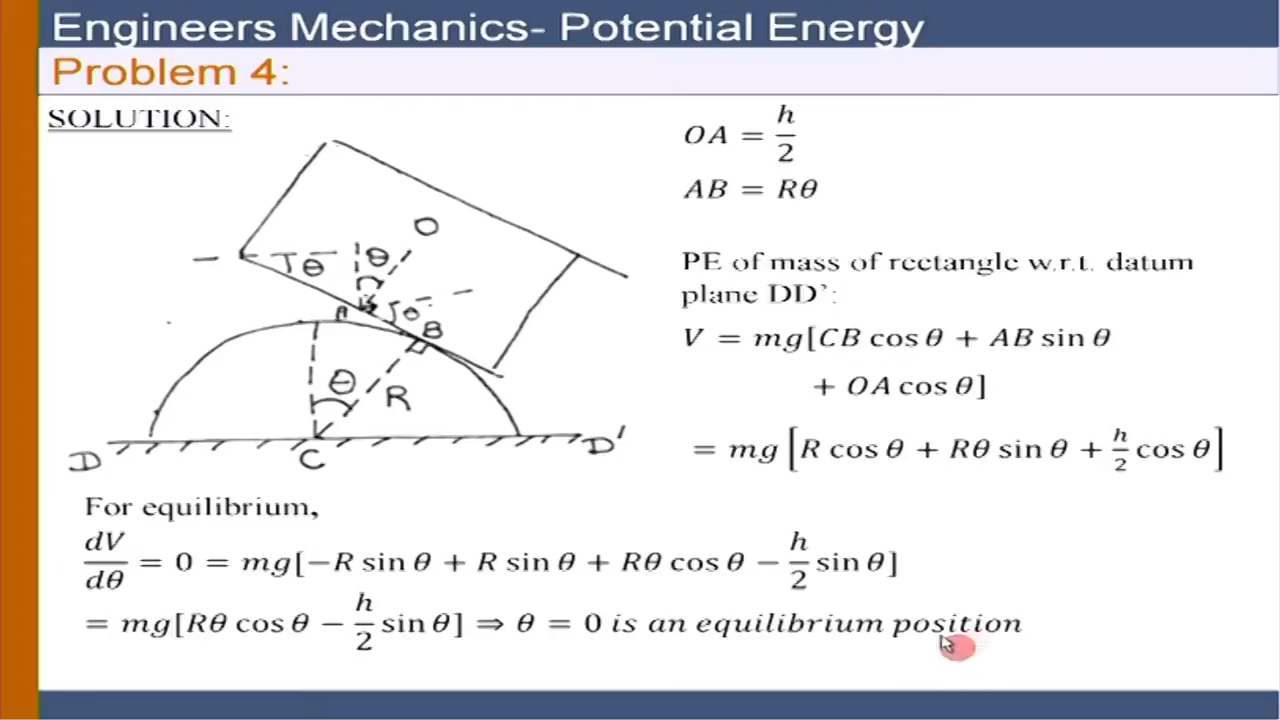 Engineers Mechanics- Potential Energy
Problem 4:
SOLUTION:
OA = h/2
AB = Rθ
PE of mass of rectangle w.r.t. datum
plane DD':
V = mg[CB cos θ + AB sin θ
+ OA cos θ]
= mg[R cos θ + Rθ sin θ + h/2 cos θ]
O
θ
θ
θ
A
B
θ
R
D
C
D'
For equilibrium,
dV/dθ = 0 = mg[−R sin θ + R sin θ + Rθ cos θ − h/2 sin θ]
= mg[Rθ cos θ − h/2 sin θ] ⇒ θ = 0 is an equilibrium position